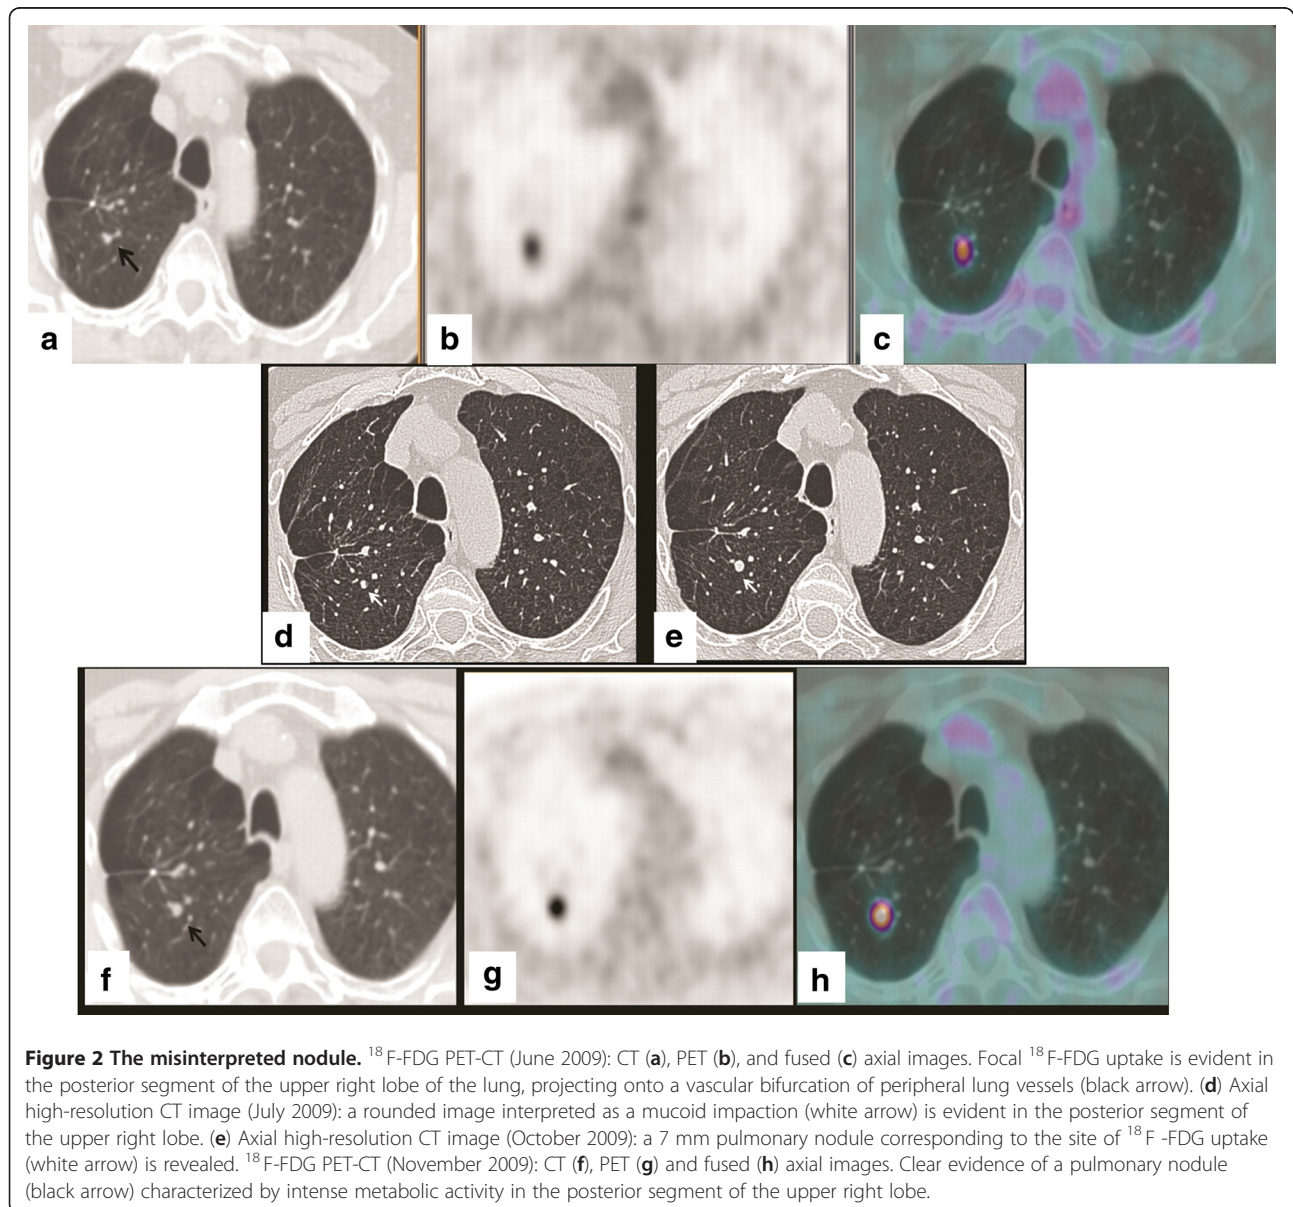 a
b
c
d
e
f
g
h
Figure 2 The misinterpreted nodule. 18F-FDG PET-CT (June 2009): CT (a), PET (b), and fused (c) axial images. Focal 18F-FDG uptake is evident in
the posterior segment of the upper right lobe of the lung, projecting onto a vascular bifurcation of peripheral lung vessels (black arrow). (d) Axial
high-resolution CT image (July 2009): a rounded image interpreted as a mucoid impaction (white arrow) is evident in the posterior segment of
the upper right lobe. (e) Axial high-resolution CT image (October 2009): a 7 mm pulmonary nodule corresponding to the site of 18F -FDG uptake
(white arrow) is revealed. 18F-FDG PET-CT (November 2009): CT (f), PET (g) and fused (h) axial images. Clear evidence of a pulmonary nodule
(black arrow) characterized by intense metabolic activity in the posterior segment of the upper right lobe.